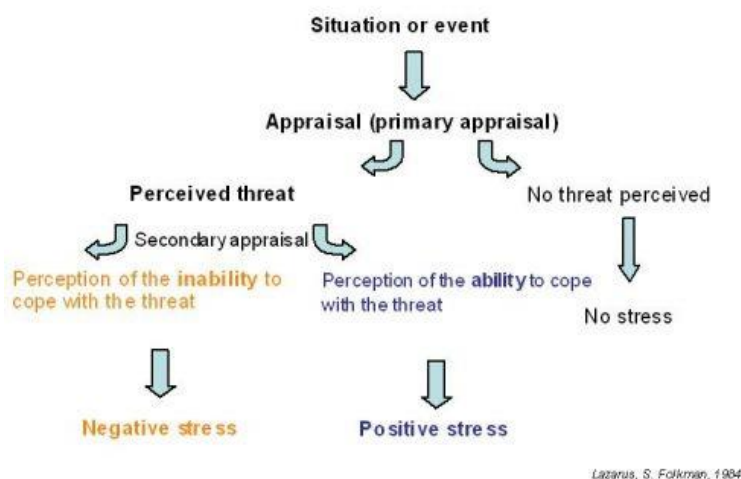 Situation or event
Appraisal (primary appraisal)
Perceived threat
No threat perceived
Secondary appraisal
Perception of the inability to
cope with the threat
Perception of the ability to cope
with the threat
No stress
Negative stress
Positive stress
Lazarus, S. Folkman, 1984